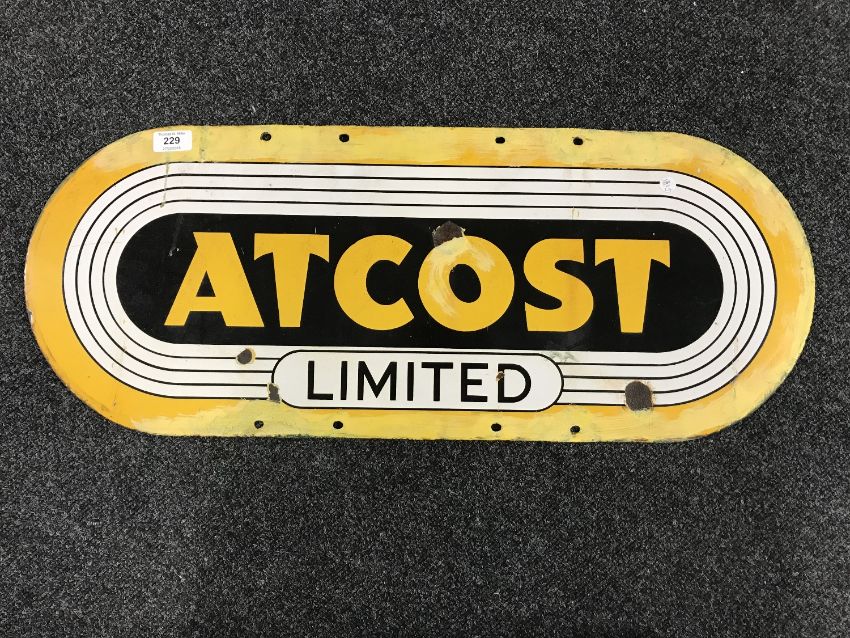 229
ATCOST
LIMITED